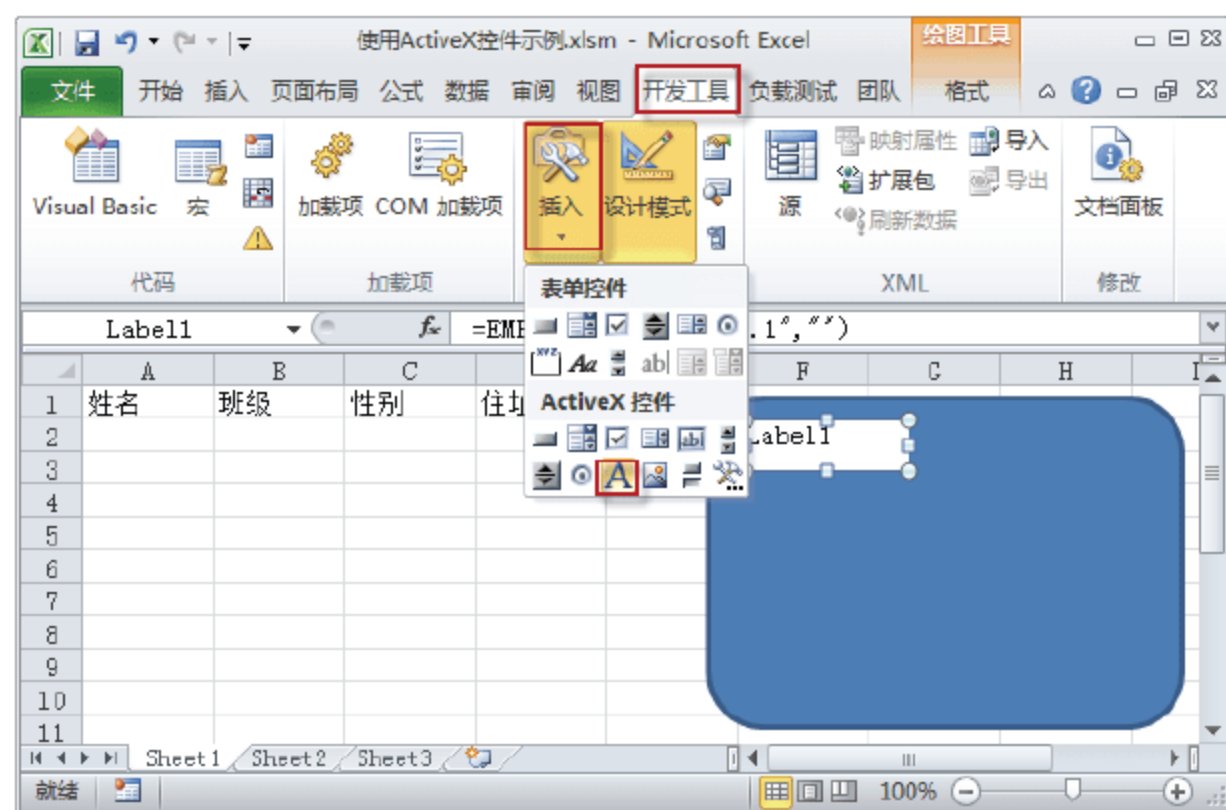 使用ActiveX控件示例.xlsm - Microsoft Excel 绘图工具
文件 开始 插入 页面布局 公式 数据 审阅 视图 开发工具 负载测试 团队 格式
Visual Basic 宏 加载项 COM 加载项 插入 设计模式 源 映射属性 扩展包 刷新数据 导入 导出 文档面板
代码 加载项 XML 修改
表单控件
Label1 fx =EME .1","")
XYZ Aa ab
A B C F G H I
ActiveX 控件
1 姓名 班级 性别 住址
2 Label1
abl
3 A
4
5
6
7
8
9
10
11
Sheet1 Sheet2 Sheet3
就绪 100%